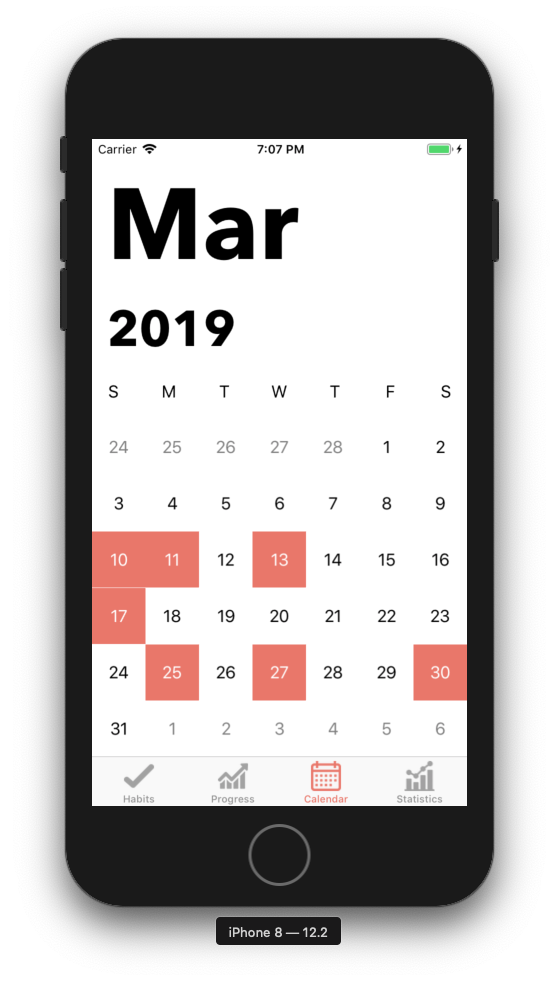 Carrier 7:07 PM
Mar
2019
S M T W T F S
24 25 26 27 28 1 2
3 4 5 6 7 8 9
10 11 12 13 14 15 16
17 18 19 20 21 22 23
24 25 26 27 28 29 30
31 1 2 3 4 5 6
Habits Progress Calendar Statistics
iPhone 8 — 12.2